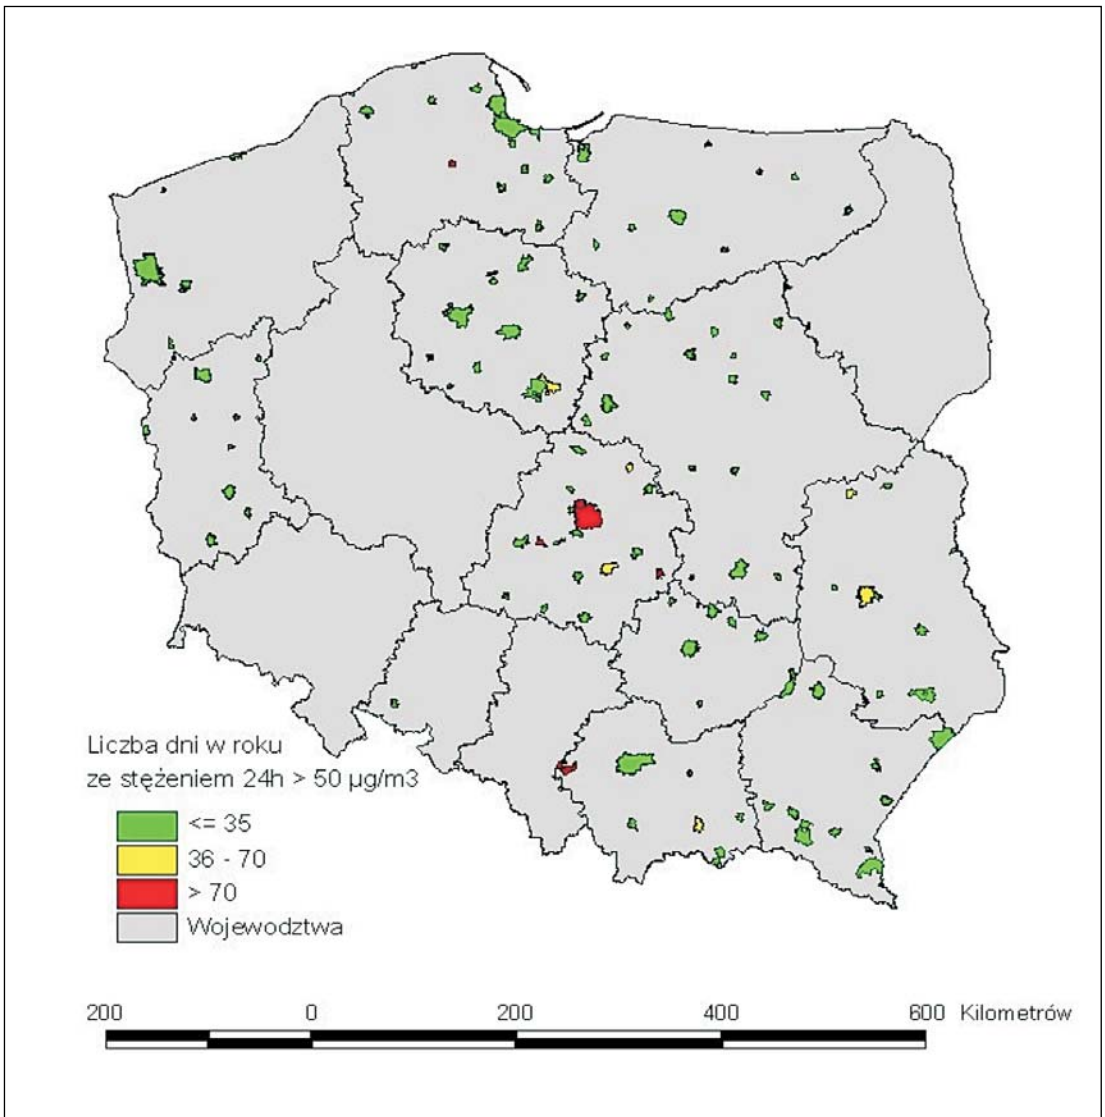 Liczba dni w roku
ze stężeniem 24h > 50 µg/m3
<= 35
36 - 70
> 70
Wojewodztwa
200 0 200 400 600 Kilometrów